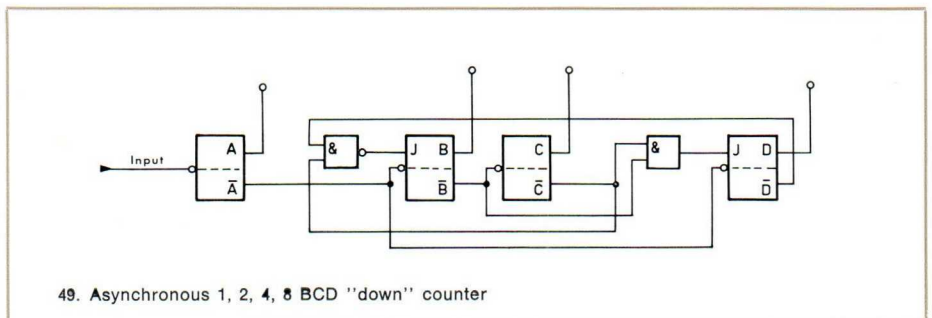 Input
A
A̅
&
J B
B̅
C
C̅
&
J D
D̅
49. Asynchronous 1, 2, 4, 8 BCD ''down'' counter